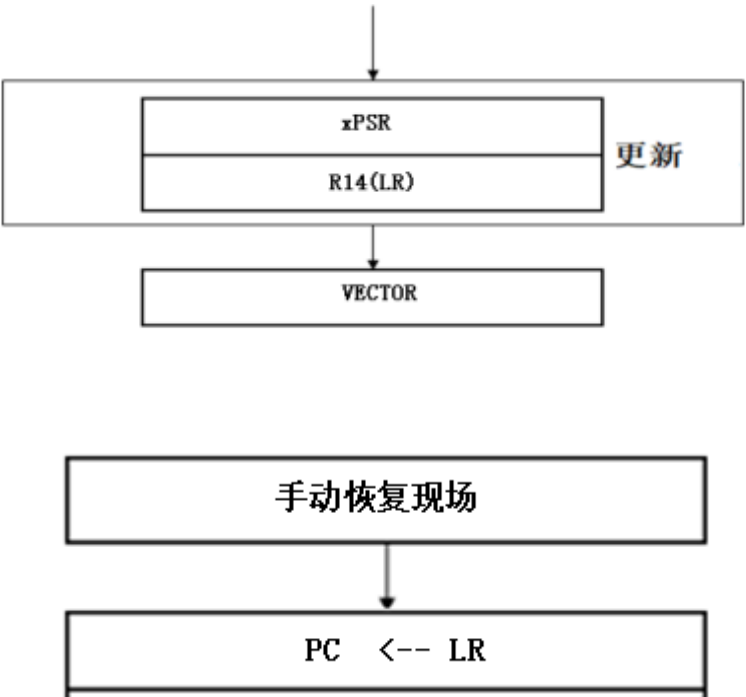 xPSR
更新
R14(LR)
VECTOR
手动恢复现场
PC <-- LR